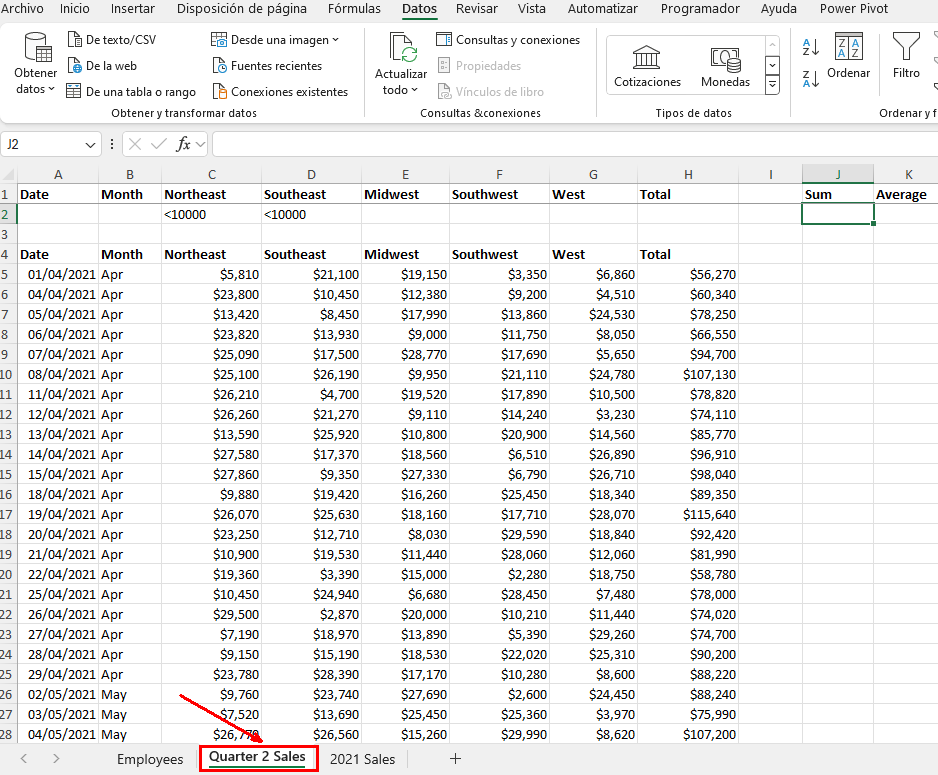 Archivo Inicio Insertar Disposición de página Fórmulas Datos Revisar Vista Automatizar Programador Ayuda Power Pivot
Obtener datos
De texto/CSV
De la web
De una tabla o rango
Desde una imagen
Fuentes recientes
Conexiones existentes
Obtener y transformar datos
Actualizar todo
Consultas y conexiones
Propiedades
Vínculos de libro
Consultas &conexiones
Cotizaciones
Monedas
Tipos de datos
Ordenar
Filtro
Ordenar y f
J2 fx
A B C D E F G H I J K
1 Date Month Northeast Southeast Midwest Southwest West Total Sum Average
2 <10000 <10000
3
4 Date Month Northeast Southeast Midwest Southwest West Total
5 01/04/2021 Apr $5,810 $21,100 $19,150 $3,350 $6,860 $56,270
6 04/04/2021 Apr $23,800 $10,450 $12,380 $9,200 $4,510 $60,340
7 05/04/2021 Apr $13,420 $8,450 $17,990 $13,860 $24,530 $78,250
8 06/04/2021 Apr $23,820 $13,930 $9,000 $11,750 $8,050 $66,550
9 07/04/2021 Apr $25,090 $17,500 $28,770 $17,690 $5,650 $94,700
10 08/04/2021 Apr $25,100 $26,190 $9,950 $21,110 $24,780 $107,130
11 11/04/2021 Apr $26,210 $4,700 $19,520 $17,890 $10,500 $78,820
12 12/04/2021 Apr $26,260 $21,270 $9,110 $14,240 $3,230 $74,110
13 13/04/2021 Apr $13,590 $25,920 $10,800 $20,900 $14,560 $85,770
14 14/04/2021 Apr $27,580 $17,370 $18,560 $6,510 $26,890 $96,910
15 15/04/2021 Apr $27,860 $9,350 $27,330 $6,790 $26,710 $98,040
16 18/04/2021 Apr $9,880 $19,420 $16,260 $25,450 $18,340 $89,350
17 19/04/2021 Apr $26,070 $25,630 $18,160 $17,710 $28,070 $115,640
18 20/04/2021 Apr $23,250 $12,710 $8,030 $29,590 $18,840 $92,420
19 21/04/2021 Apr $10,900 $19,530 $11,440 $28,060 $12,060 $81,990
20 22/04/2021 Apr $19,360 $3,390 $15,000 $2,280 $18,750 $58,780
21 25/04/2021 Apr $10,450 $24,940 $6,680 $28,450 $7,480 $78,000
22 26/04/2021 Apr $29,500 $2,870 $20,000 $10,210 $11,440 $74,020
23 27/04/2021 Apr $7,190 $18,970 $13,890 $5,390 $29,260 $74,700
24 28/04/2021 Apr $9,150 $15,190 $18,530 $22,020 $25,310 $90,200
25 29/04/2021 Apr $23,780 $28,390 $17,170 $10,280 $8,600 $88,220
26 02/05/2021 May $9,760 $23,740 $27,690 $2,600 $24,450 $88,240
27 03/05/2021 May $7,520 $13,690 $25,450 $25,360 $3,970 $75,990
28 04/05/2021 May $26,770 $26,560 $15,260 $29,990 $8,620 $107,200
Employees Quarter 2 Sales 2021 Sales +